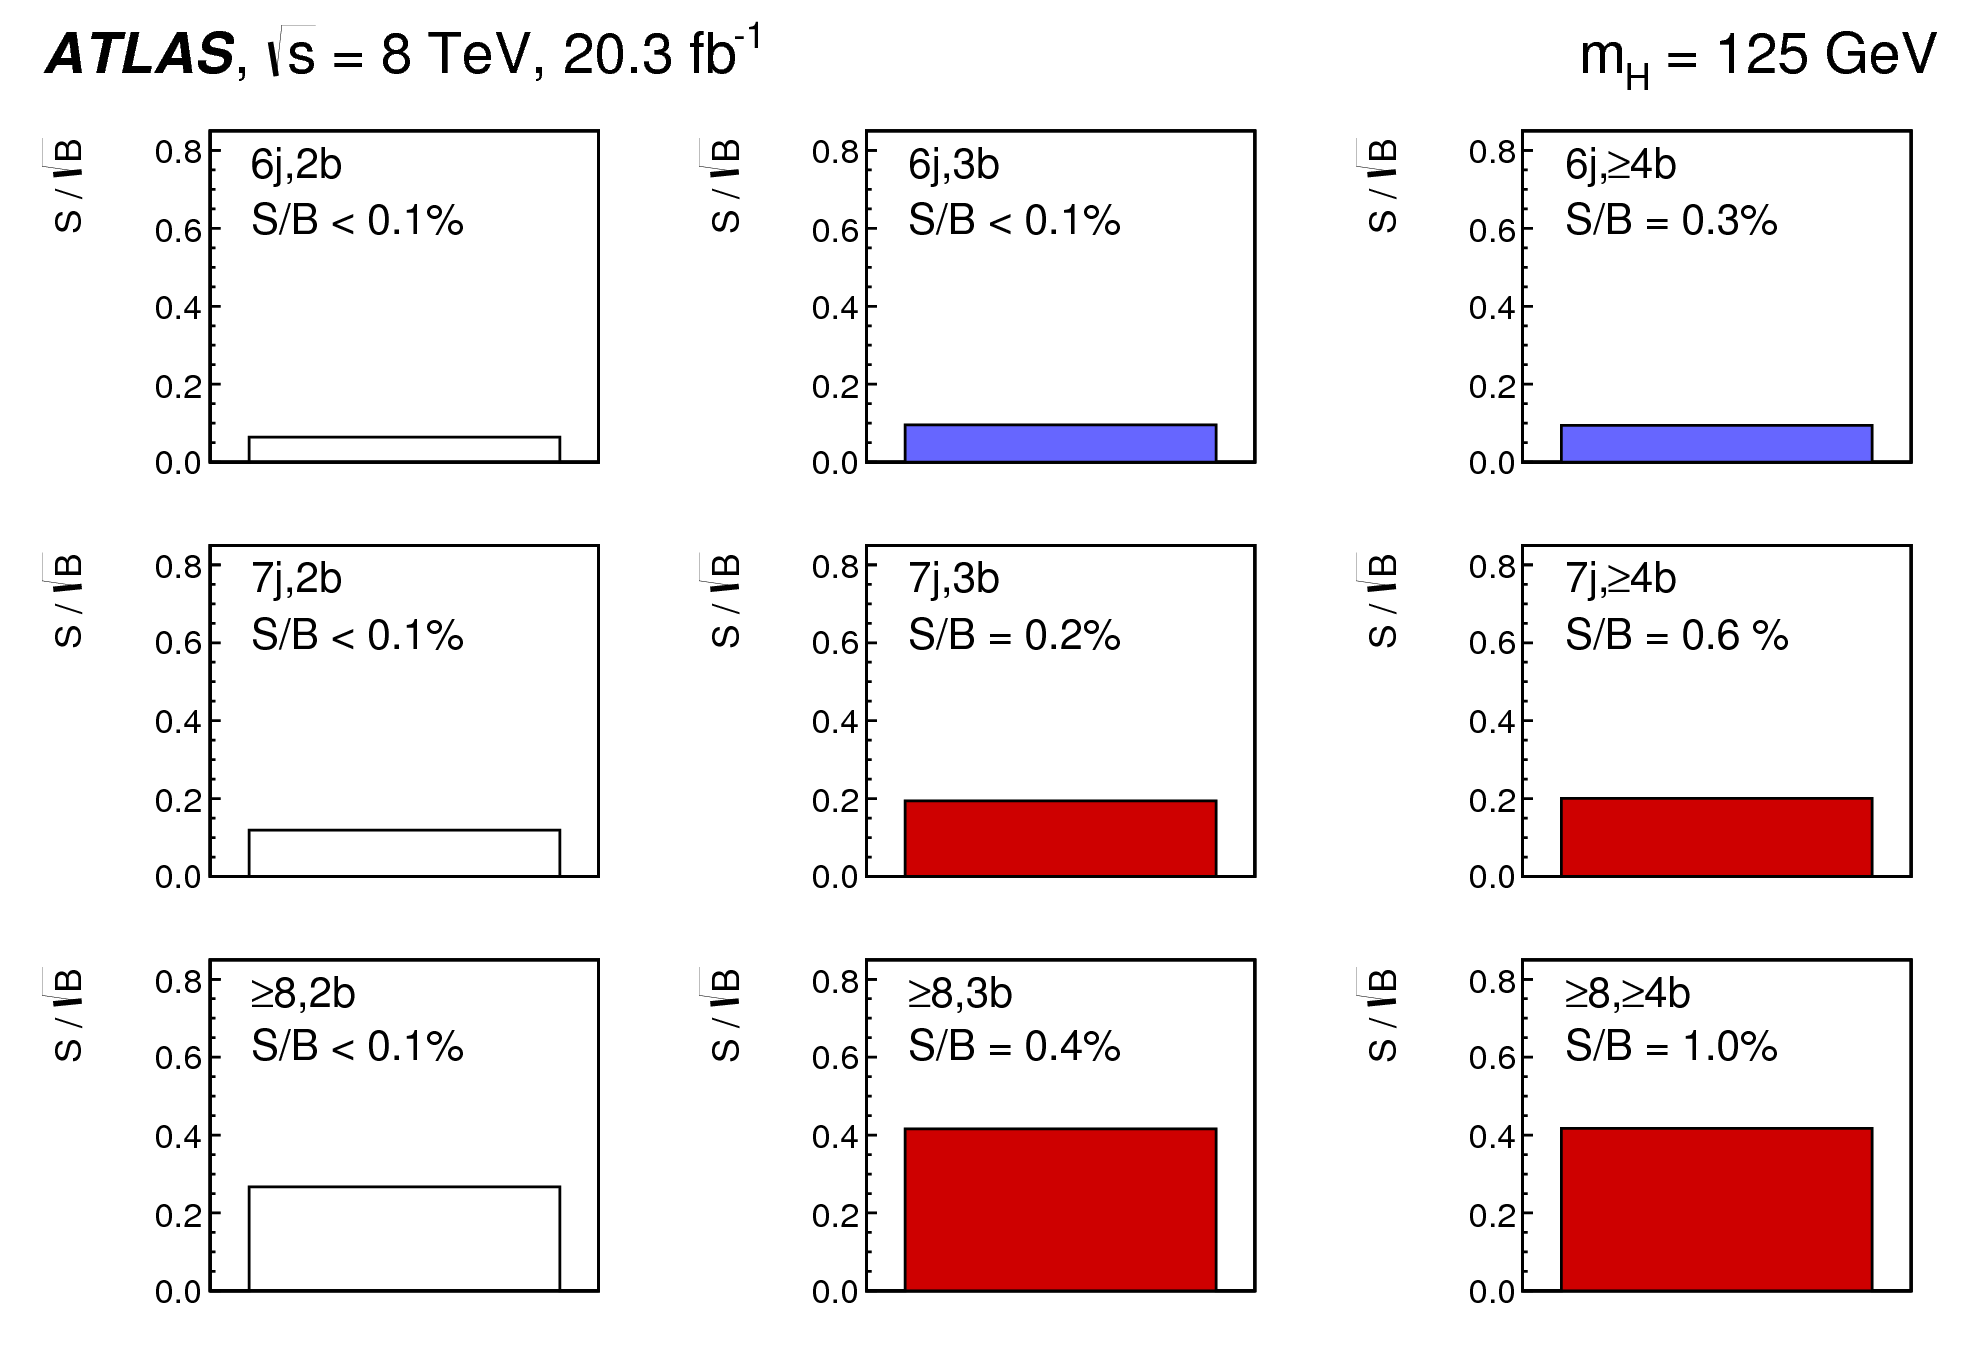 ATLAS, √s = 8 TeV, 20.3 fb-1
mH = 125 GeV
S / √B
0.8
0.6
0.4
0.2
0.0
6j,2b
S/B < 0.1%
S / √B
0.8
0.6
0.4
0.2
0.0
6j,3b
S/B < 0.1%
S / √B
0.8
0.6
0.4
0.2
0.0
6j,≥4b
S/B = 0.3%
S / √B
0.8
0.6
0.4
0.2
0.0
7j,2b
S/B < 0.1%
S / √B
0.8
0.6
0.4
0.2
0.0
7j,3b
S/B = 0.2%
S / √B
0.8
0.6
0.4
0.2
0.0
7j,≥4b
S/B = 0.6 %
S / √B
0.8
0.6
0.4
0.2
0.0
≥8,2b
S/B < 0.1%
S / √B
0.8
0.6
0.4
0.2
0.0
≥8,3b
S/B = 0.4%
S / √B
0.8
0.6
0.4
0.2
0.0
≥8,≥4b
S/B = 1.0%